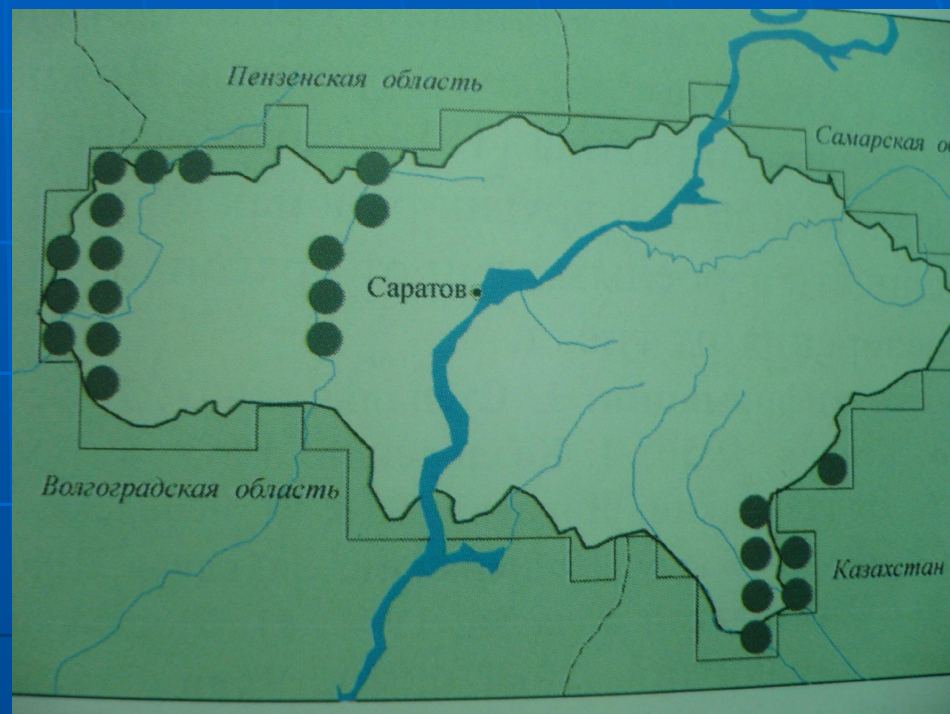 Пензенская область
Самарская
Саратов
Волгоградская область
Казахстан